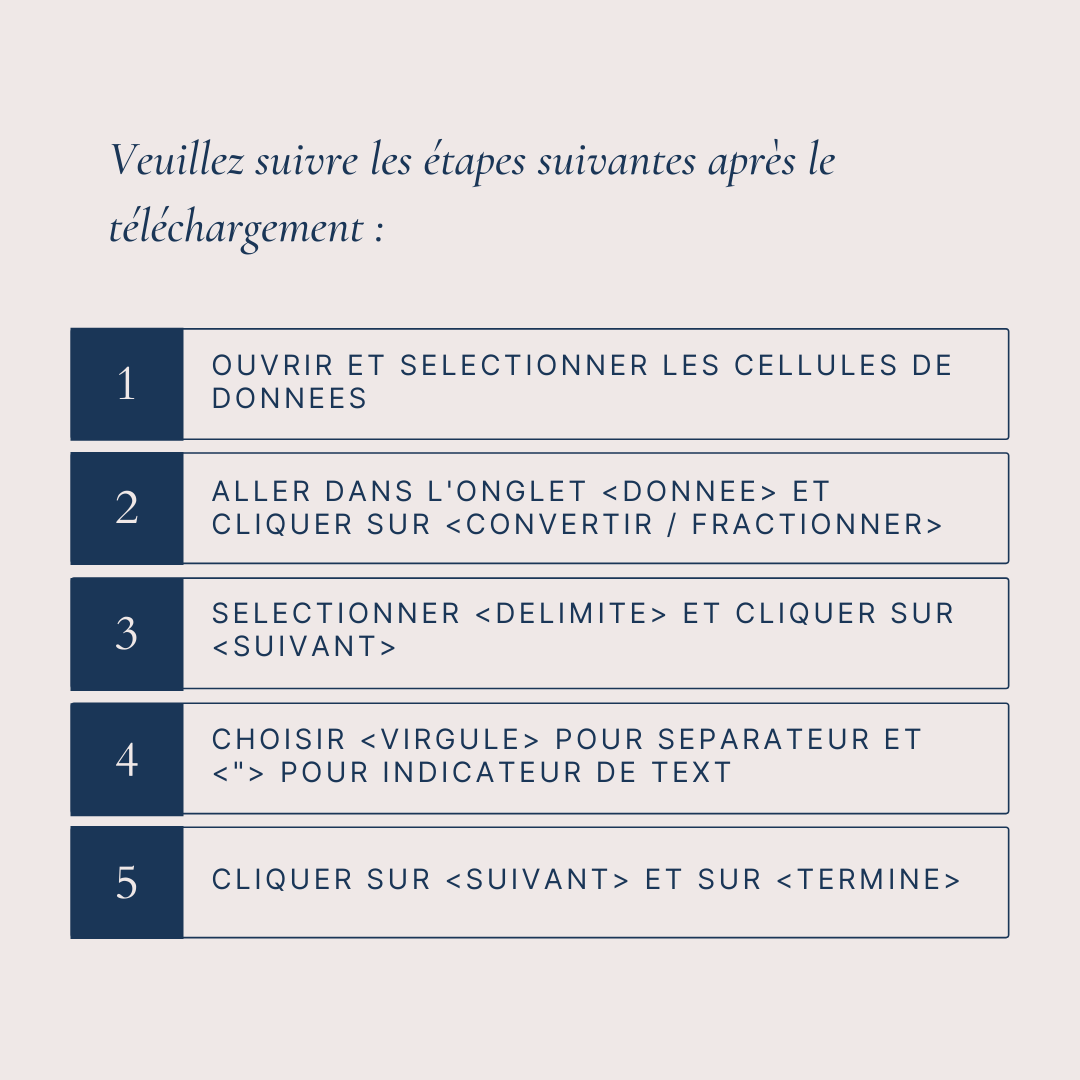 Veuillez suivre les étapes suivantes après le
téléchargement :
1
OUVRIR ET SELECTIONNER LES CELLULES DE
DONNEES
2
ALLER DANS L'ONGLET <DONNEE> ET
CLIQUER SUR <CONVERTIR / FRACTIONNER>
3
SELECTIONNER <DELIMITE> ET CLIQUER SUR
<SUIVANT>
4
CHOISIR <VIRGULE> POUR SEPARATEUR ET
<"> POUR INDICATEUR DE TEXT
5
CLIQUER SUR <SUIVANT> ET SUR <TERMINE>